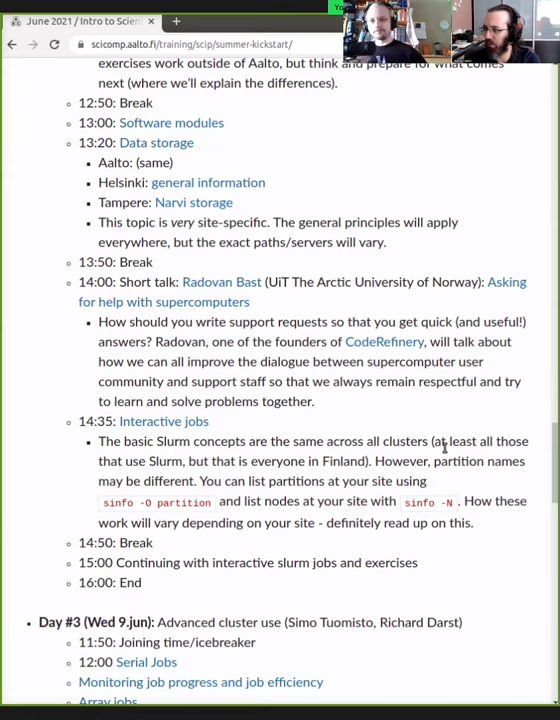 June 2021 / Intro to Scien
scicomp.aalto.fi/training/scip/summer-kickstart/
exercises work outside of Aalto, but think and prepare for what comes
next (where we'll explain the differences).
12:50: Break
13:00: Software modules
13:20: Data storage
Aalto: (same)
Helsinki: general information
Tampere: Narvi storage
This topic is very site-specific. The general principles will apply
everywhere, but the exact paths/servers will vary.
13:50: Break
14:00: Short talk: Radovan Bast (UiT The Arctic University of Norway): Asking
for help with supercomputers
How should you write support requests so that you get quick (and useful!)
answers? Radovan, one of the founders of CodeRefinery, will talk about
how we can all improve the dialogue between supercomputer user
community and support staff so that we always remain respectful and try
to learn and solve problems together.
14:35: Interactive jobs
The basic Slurm concepts are the same across all clusters (at least all those
that use Slurm, but that is everyone in Finland). However, partition names
may be different. You can list partitions at your site using
sinfo -O partition and list nodes at your site with sinfo -N. How these
work will vary depending on your site - definitely read up on this.
14:50: Break
15:00 Continuing with interactive slurm jobs and exercises
16:00: End
Day #3 (Wed 9.jun): Advanced cluster use (Simo Tuomisto, Richard Darst)
11:50: Joining time/icebreaker
12:00 Serial Jobs
Monitoring job progress and job efficiency
Array jobs